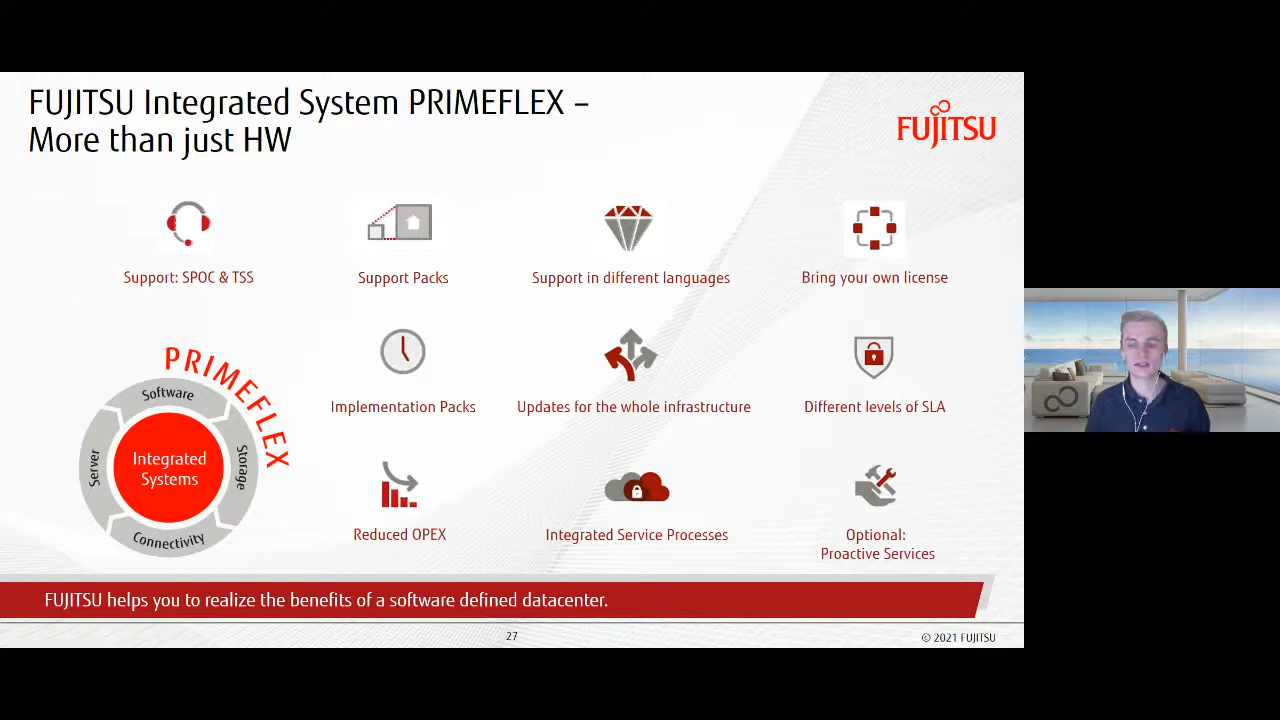 FUJITSU Integrated System PRIMEFLEX –
More than just HW
FUJITSU
Support: SPOC & TSS
Support Packs
Support in different languages
Bring your own license
PRIMEFLEX
Software
Server
Integrated
Systems
Storage
Connectivity
Implementation Packs
Updates for the whole infrastructure
Different levels of SLA
Reduced OPEX
Integrated Service Processes
Optional:
Proactive Services
FUJITSU helps you to realize the benefits of a software defined datacenter.
27
© 2021 FUJITSU